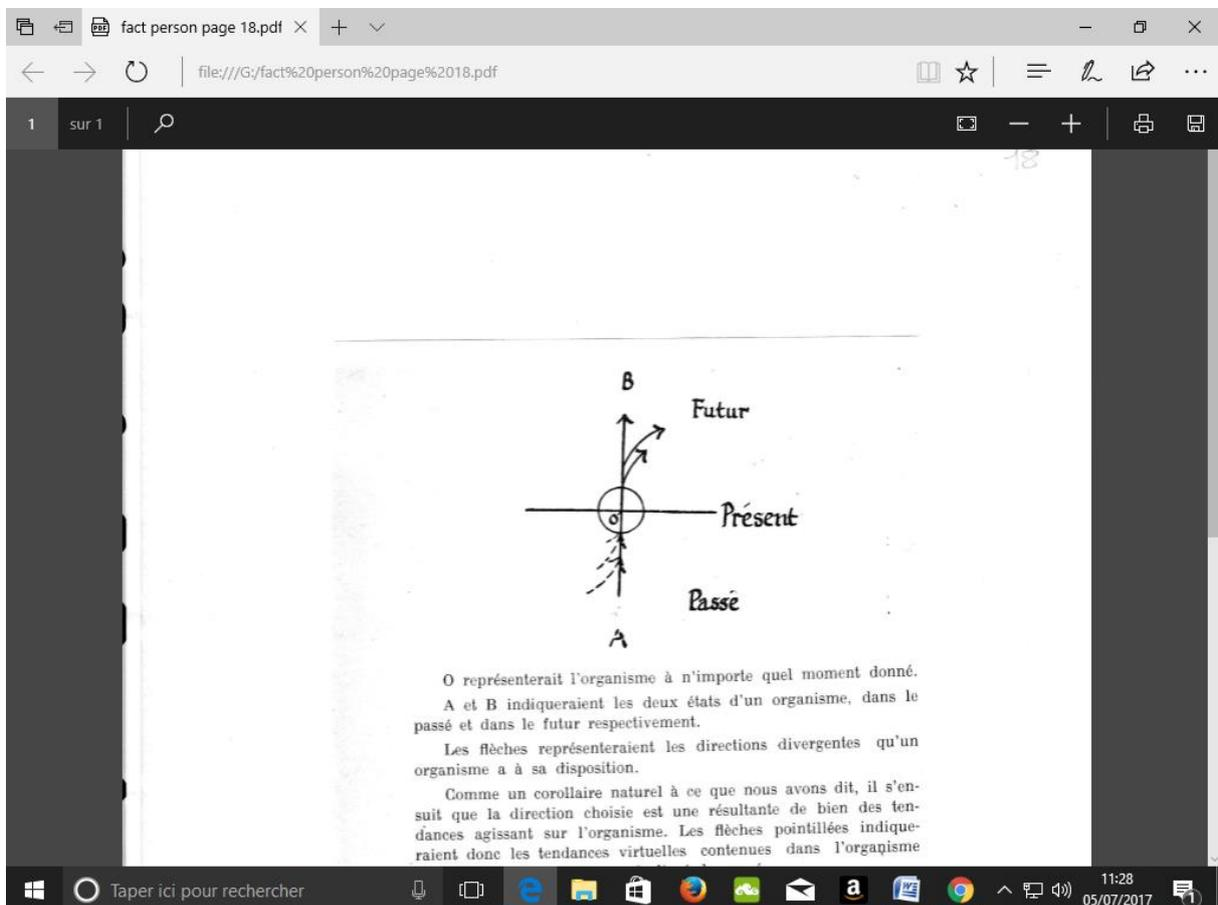 fact person page 18.pdf
file:///G:/fact%20person%20page%2018.pdf
1 sur 1
18
B
Futur
O
Présent
Passé
A
O représenterait l'organisme à n'importe quel moment donné.
A et B indiqueraient les deux états d'un organisme, dans le
passé et dans le futur respectivement.
Les flèches représenteraient les directions divergentes qu'un
organisme a à sa disposition.
Comme un corollaire naturel à ce que nous avons dit, il s'en-
suit que la direction choisie est une résultante de bien des ten-
dances agissant sur l'organisme. Les flèches pointillées indique-
raient donc les tendances virtuelles contenues dans l'organisme
Taper ici pour rechercher
11:28
05/07/2017